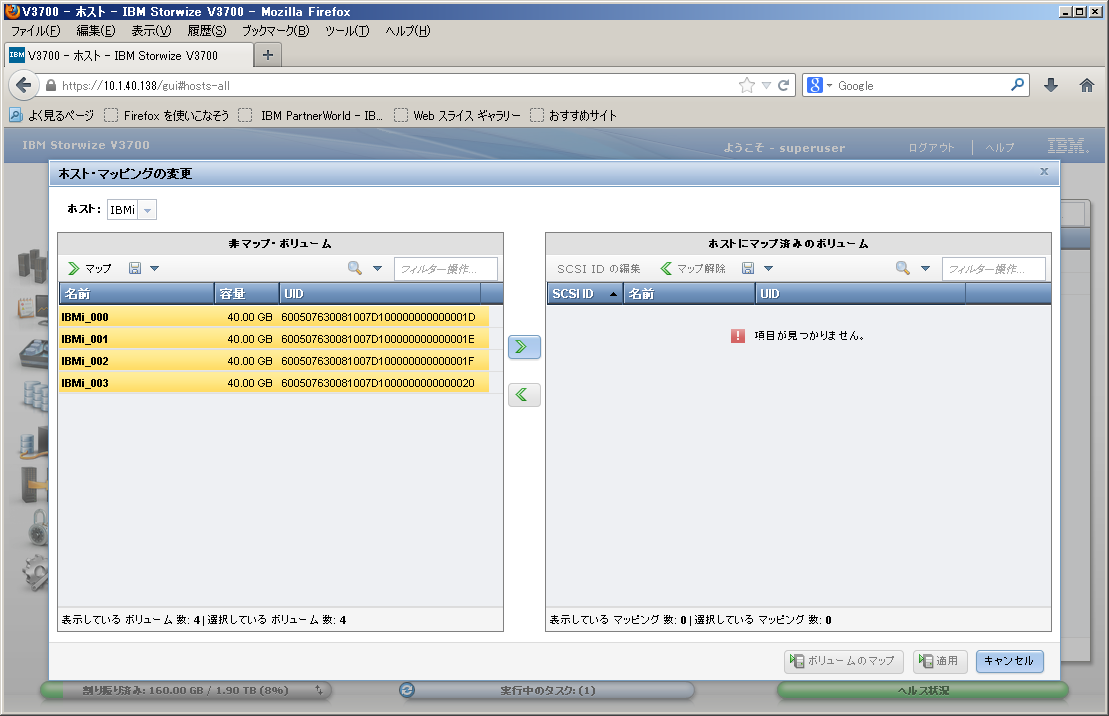 V3700 - ホスト - IBM Storwize V3700 - Mozilla Firefox
ファイル(F) 編集(E) 表示(V) 履歴(S) ブックマーク(B) ツール(T) ヘルプ(H)
IBM V3700 - ホスト - IBM Storwize V3700 +
https://10.1.40.138/gui#hosts-all 8 Google
よく見るページ Firefox を使いこなそう IBM PartnerWorld - IB... Web スライス ギャラリー おすすめサイト
IBM Storwize V3700 ようこそ - superuser ログアウト | ヘルプ IBM.
ホスト・マッピングの変更 x
ホスト: IBMi
非マップ・ボリューム
マップ フィルター操作...
名前 容量 UID
IBMi_000 40.00 GB 600507630081007D100000000000001D
IBMi_001 40.00 GB 600507630081007D100000000000001E
IBMi_002 40.00 GB 600507630081007D100000000000001F
IBMi_003 40.00 GB 600507630081007D1000000000000020
表示している ボリューム 数: 4 | 選択している ボリューム 数: 4
ホストにマップ済みのボリューム
SCSI ID の編集 マップ解除 フィルター操作...
SCSI ID 名前 UID
項目が見つかりません。
表示している マッピング 数: 0 | 選択している マッピング 数: 0
ボリュームのマップ 適用 キャンセル
割り振り済み: 160.00 GB / 1.90 TB (8%) 実行中のタスク: (1) ヘルス状況